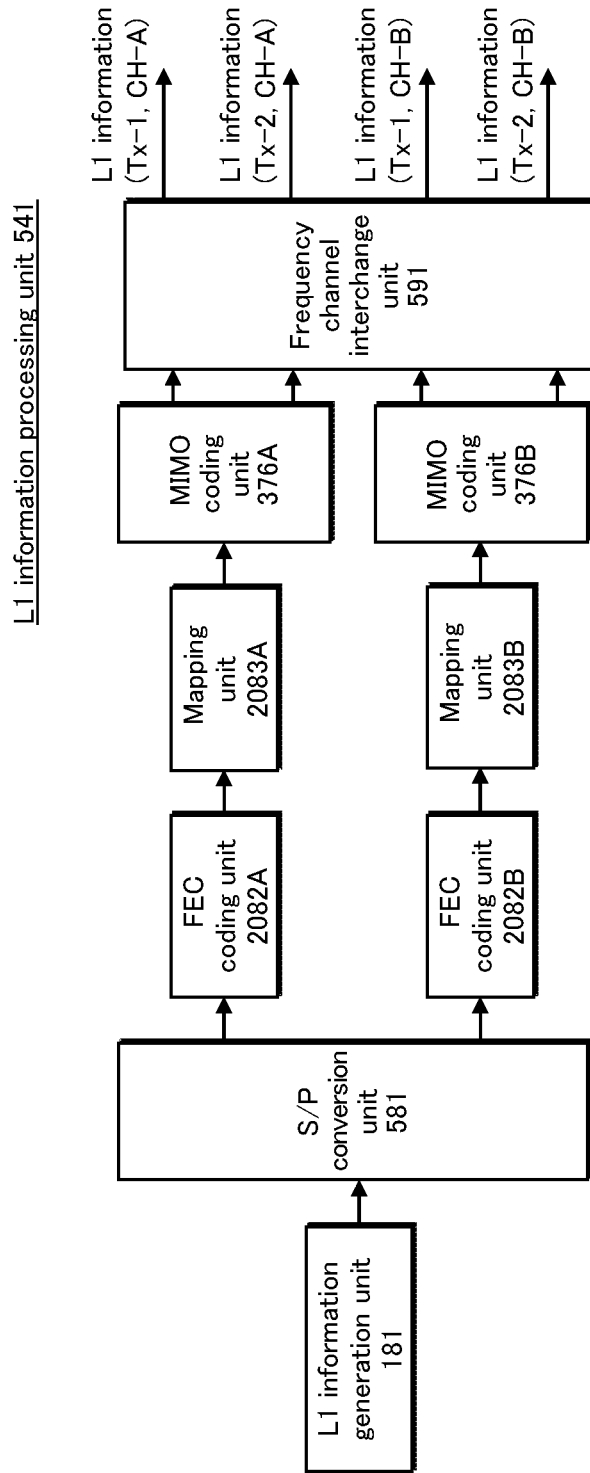 L1 information processing unit 541
L1 information
generation unit
181
S/P
conversion
unit
581
FEC
coding unit
2082A
Mapping
unit
2083A
MIMO
coding
unit
376A
FEC
coding unit
2082B
Mapping
unit
2083B
MIMO
coding
unit
376B
Frequency
channel
interchange
unit
591
L1 information
(Tx-1, CH-A)
L1 information
(Tx-2, CH-A)
L1 information
(Tx-1, CH-B)
L1 information
(Tx-2, CH-B)